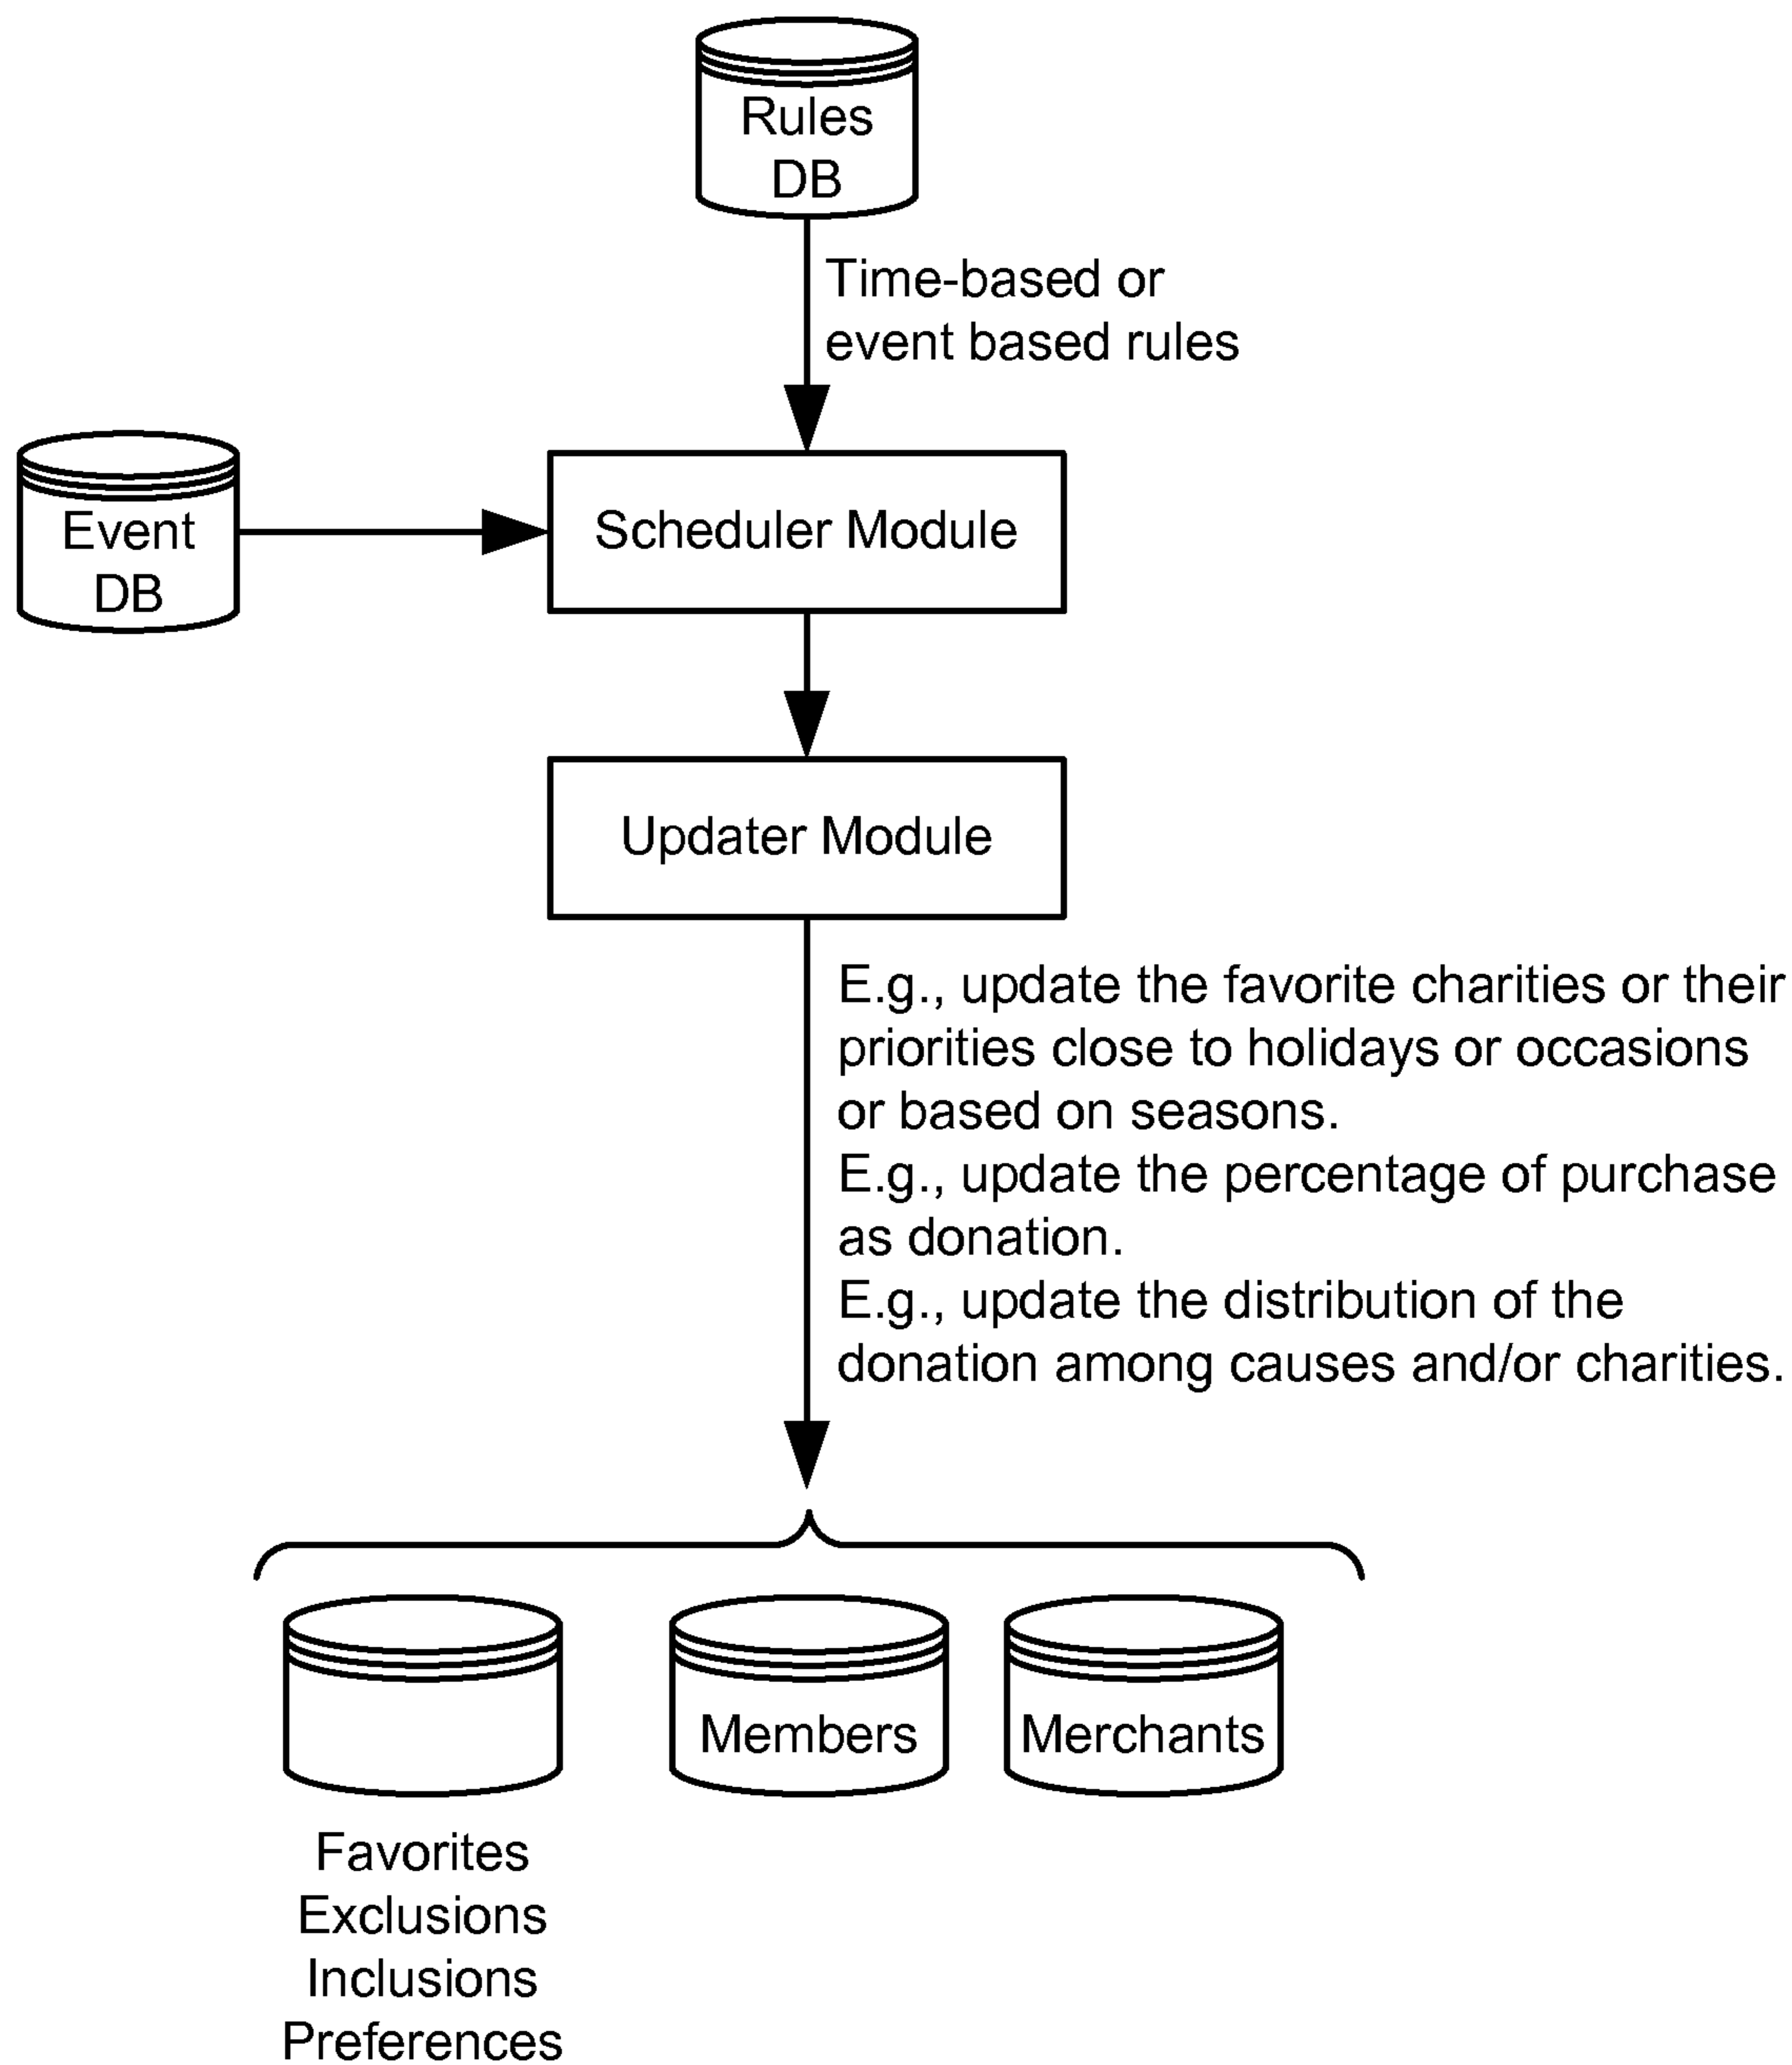 Rules
DB
Time-based or
event based rules
Event
DB
Scheduler Module
Updater Module
E.g., update the favorite charities or their
priorities close to holidays or occasions
or based on seasons.
E.g., update the percentage of purchase
as donation.
E.g., update the distribution of the
donation among causes and/or charities.
Members
Merchants
Favorites
Exclusions
Inclusions
Preferences